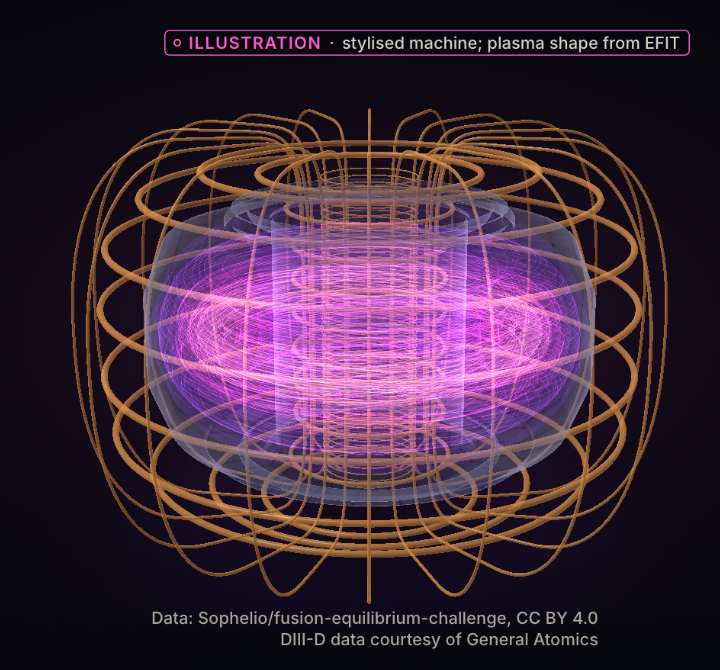 ILLUSTRATION · stylised machine; plasma shape from EFIT
Data: Sophelio/fusion-equilibrium-challenge, CC BY 4.0
DIII-D data courtesy of General Atomics